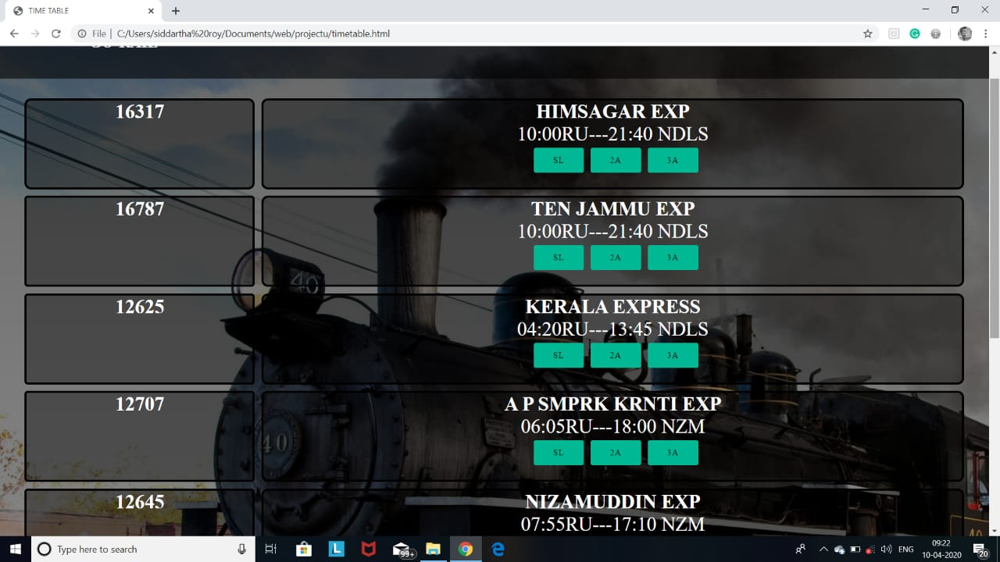 TIME TABLE
File | C:/Users/siddartha%20roy/Documents/web/projectu/timetable.html
16317
HIMSAGAR EXP
10:00RU---21:40 NDLS
SL 2A 3A
16787
TEN JAMMU EXP
10:00RU---21:40 NDLS
SL 2A 3A
40
12625
KERALA EXPRESS
04:20RU---13:45 NDLS
SL 2A 3A
12707
A P SMPRK KRNTI EXP
06:05RU---18:00 NZM
SL 2A 3A
40
12645
NIZAMUDDIN EXP
07:55RU---17:10 NZM
40
Type here to search
L
99+
ENG
09:22
10-04-2020
20